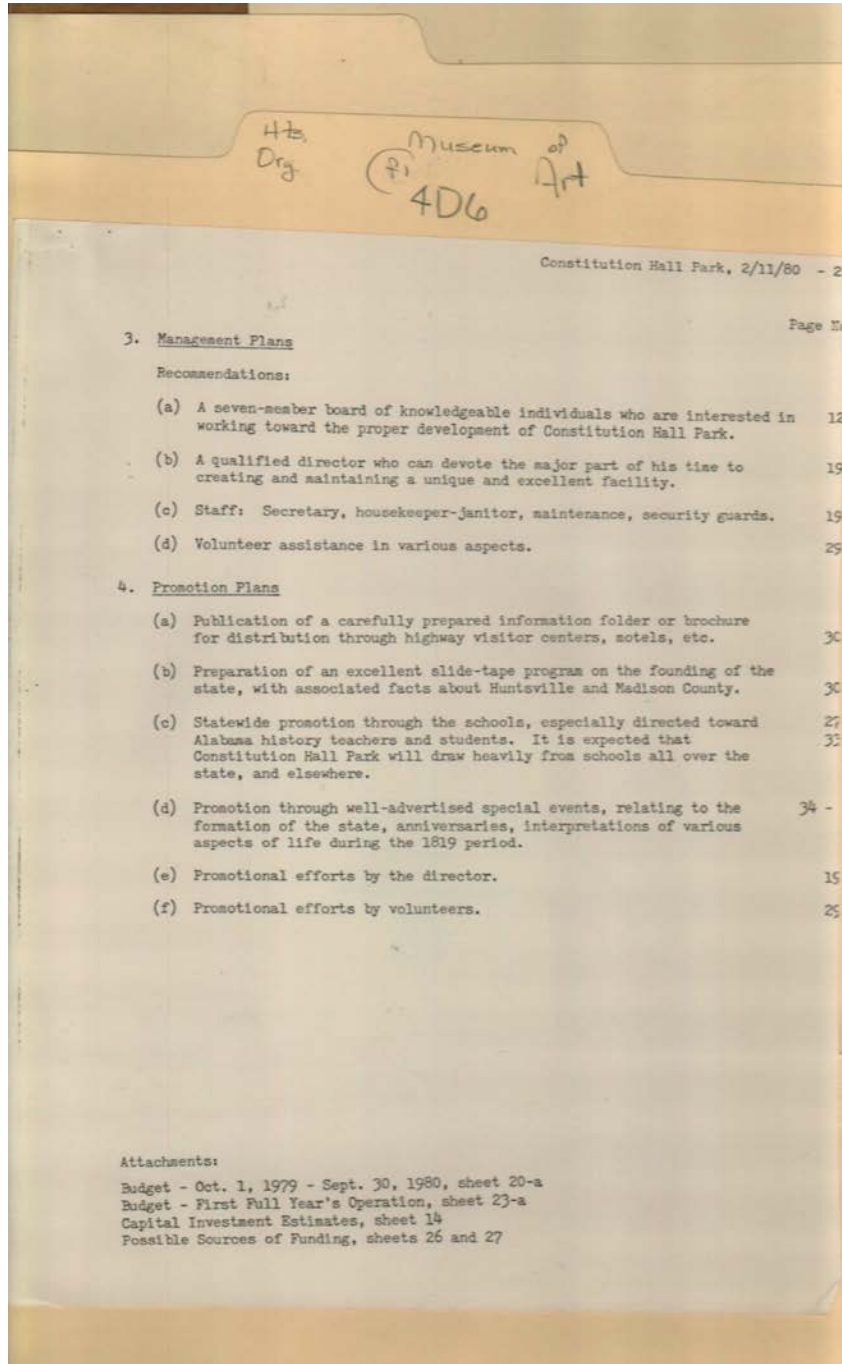 Hts. Museum of
Org. Art
4D6
Constitution Hall Park, 2/11/80 - 2
Page
3. Management Plans
Recommendations:
(a) A seven-member board of knowledgeable individuals who are interested in 12
working toward the proper development of Constitution Hall Park.
(b) A qualified director who can devote the major part of his time to 19
creating and maintaining a unique and excellent facility.
(c) Staff: Secretary, housekeeper-janitor, maintenance, security guards. 19
(d) Volunteer assistance in various aspects. 29
4. Promotion Plans
(a) Publication of a carefully prepared information folder or brochure
for distribution through highway visitor centers, motels, etc. 30
(b) Preparation of an excellent slide-tape program on the founding of the
state, with associated facts about Huntsville and Madison County. 30
(c) Statewide promotion through the schools, especially directed toward 27
Alabama history teachers and students. It is expected that 33
Constitution Hall Park will draw heavily from schools all over the
state, and elsewhere.
(d) Promotion through well-advertised special events, relating to the 34 -
formation of the state, anniversaries, interpretations of various
aspects of life during the 1819 period.
(e) Promotional efforts by the director. 19
(f) Promotional efforts by volunteers. 29
Attachments:
Budget - Oct. 1, 1979 - Sept. 30, 1980, sheet 20-a
Budget - First Full Year's Operation, sheet 23-a
Capital Investment Estimates, sheet 14
Possible Sources of Funding, sheets 26 and 27